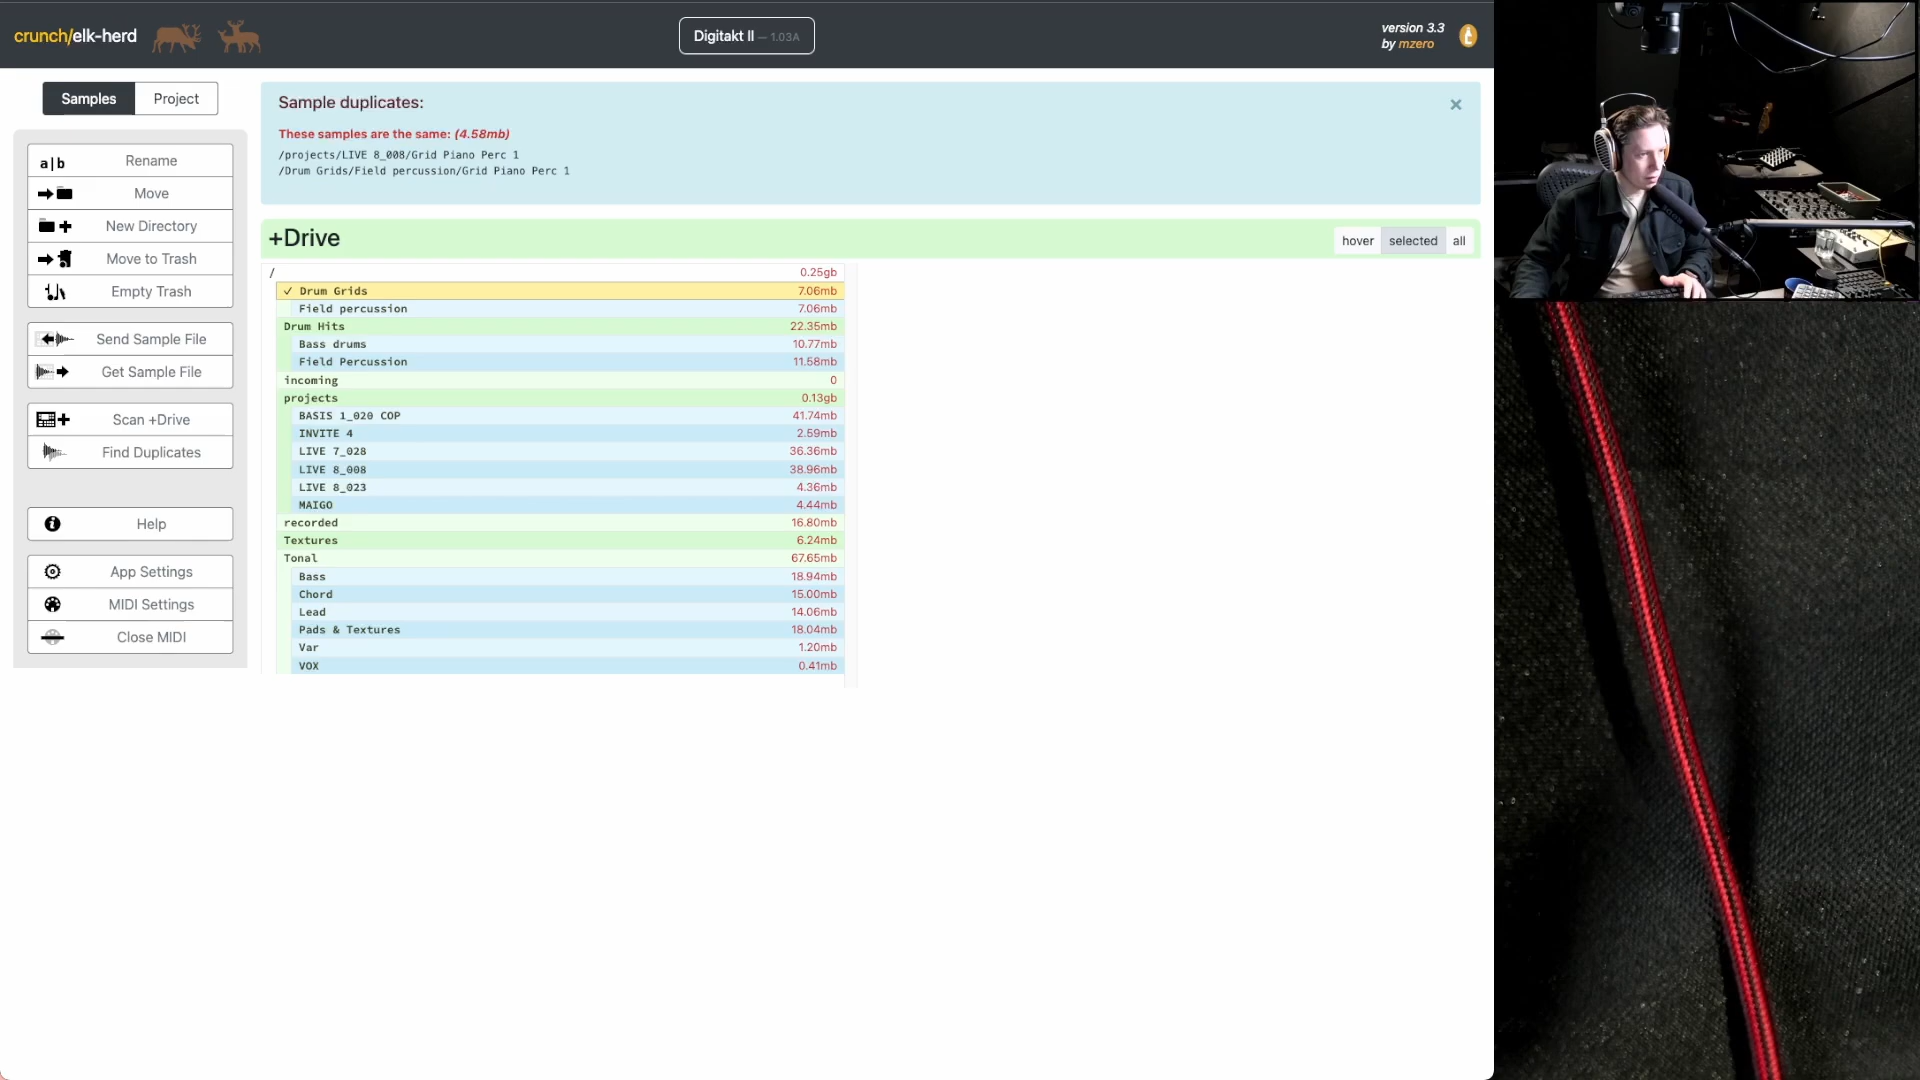 crunch/elk-herd
Digitakt II — 1.03A
version 3.3
by mzero
Samples
Project
a|b Rename
Move
New Directory
Move to Trash
Empty Trash
Send Sample File
Get Sample File
Scan +Drive
Find Duplicates
Help
App Settings
MIDI Settings
Close MIDI
Sample duplicates:
×
These samples are the same: (4.58mb)
/projects/LIVE 8_008/Grid Piano Perc 1
/Drum Grids/Field percussion/Grid Piano Perc 1
+Drive
hover selected all
/ 0.25gb
✓ Drum Grids 7.06mb
Field percussion 7.06mb
Drum Hits 22.35mb
Bass drums 10.77mb
Field Percussion 11.58mb
incoming 0
projects 0.13gb
BASIS 1_020 COP 41.74mb
INVITE 4 2.59mb
LIVE 7_028 36.36mb
LIVE 8_008 38.96mb
LIVE 8_023 4.36mb
MAIGO 4.44mb
recorded 16.80mb
Textures 6.24mb
Tonal 67.65mb
Bass 18.94mb
Chord 15.00mb
Lead 14.06mb
Pads & Textures 18.04mb
Var 1.20mb
VOX 0.41mb